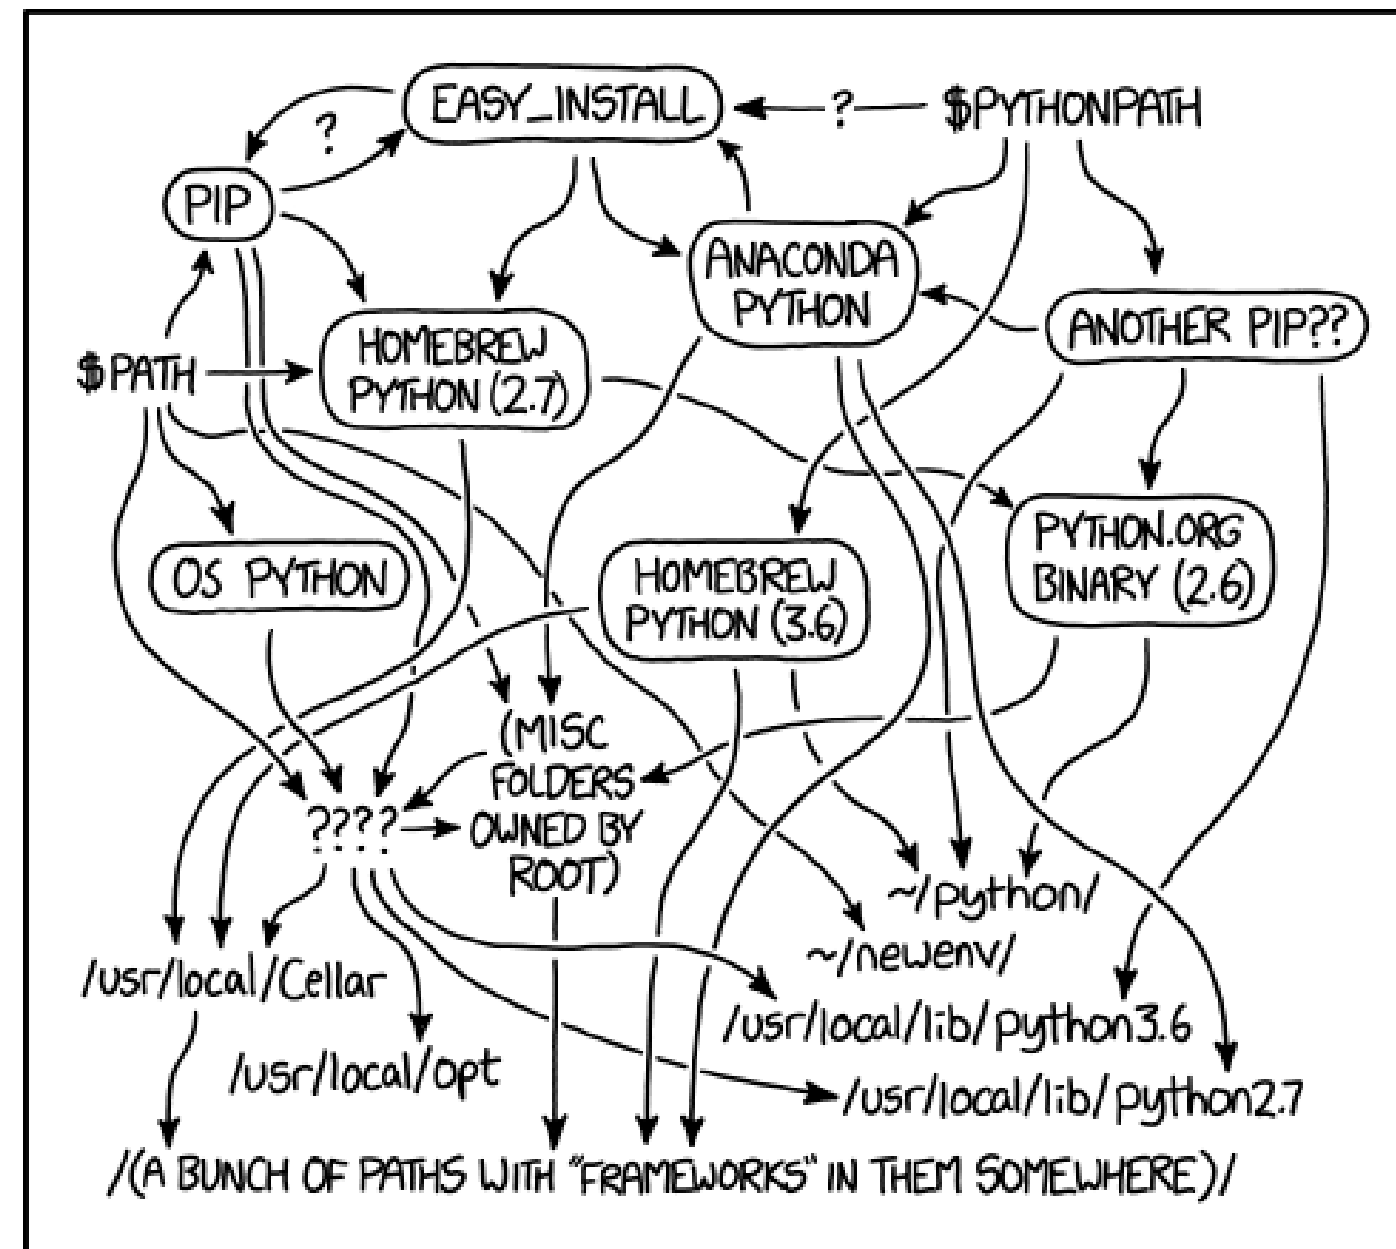 EASY_INSTALL
?
$PYTHONPATH
?
PIP
ANACONDA
PYTHON
ANOTHER PIP??
HOMEBREW
PYTHON (2.7)
$PATH
PYTHON.ORG
BINARY (2.6)
OS PYTHON
HOMEBREW
PYTHON (3.6)
(MISC
FOLDERS
OWNED BY
ROOT)
????
~/python/
~/newenv/
/usr/local/Cellar
/usr/local/lib/python3.6
/usr/local/opt
/usr/local/lib/python2.7
/(A BUNCH OF PATHS WITH "FRAMEWORKS" IN THEM SOMEWHERE)/